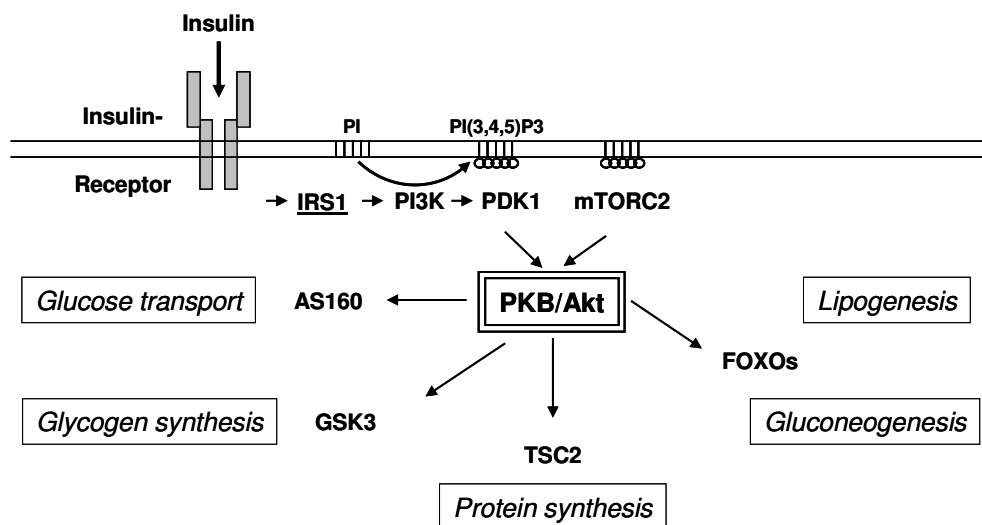 Insulin
Insulin-
PI
PI(3,4,5)P3
Receptor
IRS1
PI3K
PDK1
mTORC2
Glucose transport
AS160
PKB/Akt
Lipogenesis
FOXOs
Glycogen synthesis
GSK3
Gluconeogenesis
TSC2
Protein synthesis